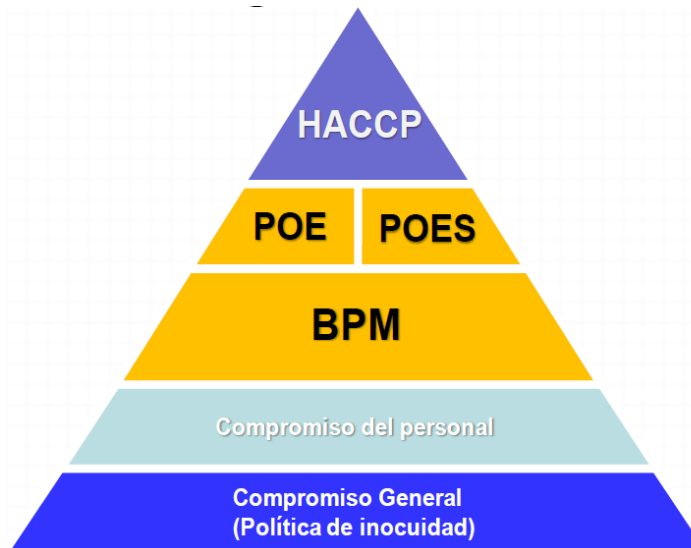 HACCP
POE
POES
BPM
Compromiso del personal
Compromiso General
(Política de inocuidad)